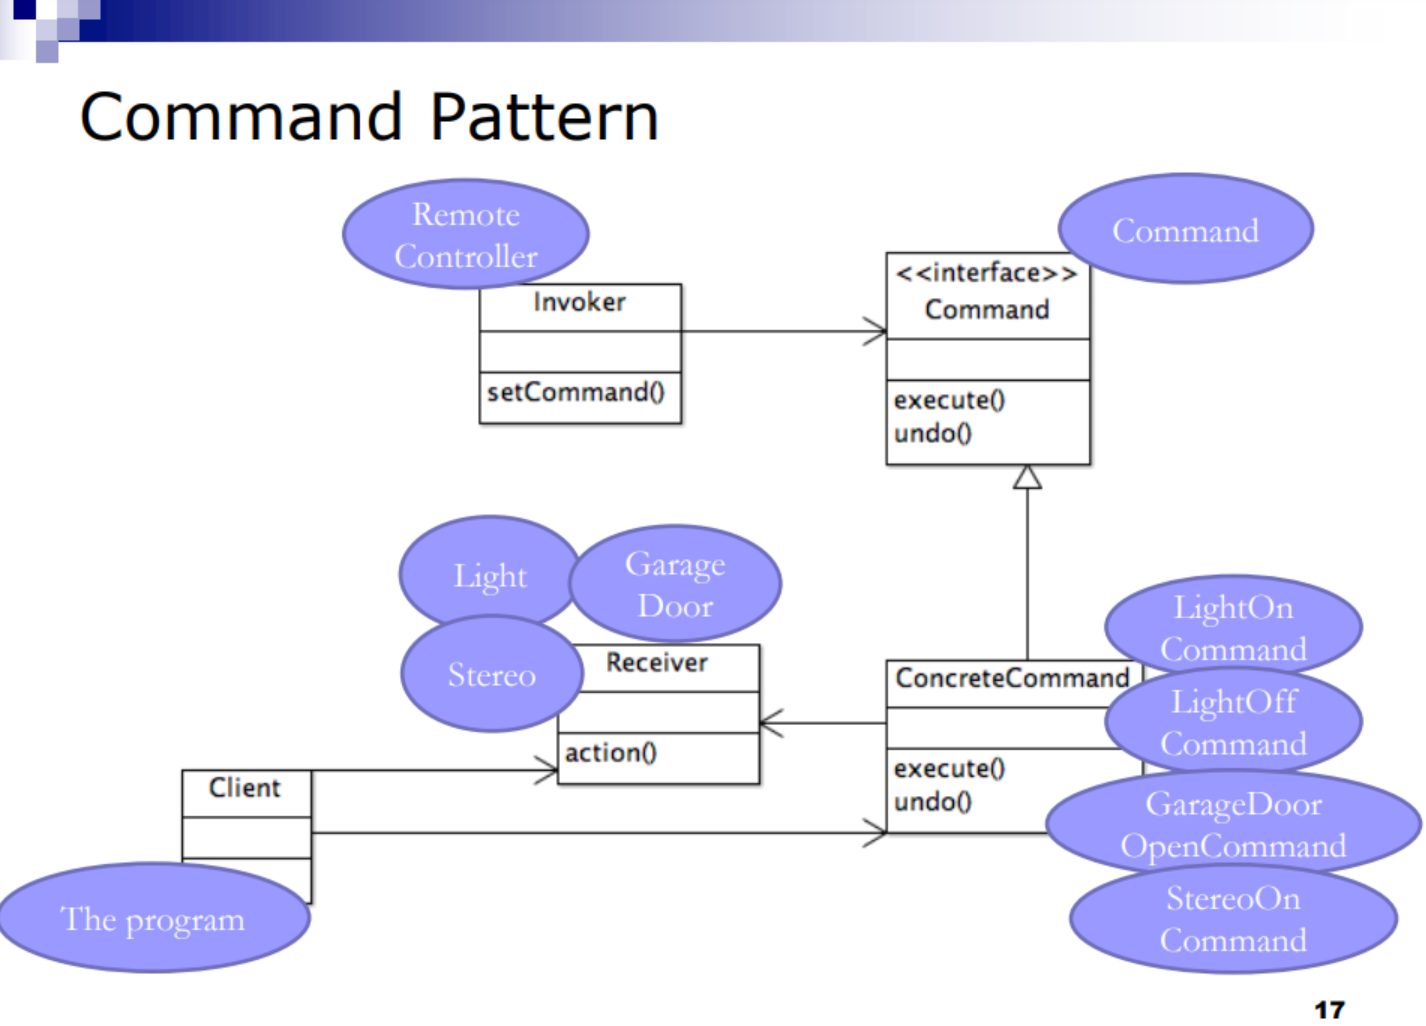 Command Pattern
Remote
Controller
Command
Invoker
setCommand()
<<interface>>
Command
execute()
undo()
Light
Garage
Door
Stereo
Receiver
action()
ConcreteCommand
execute()
undo()
LightOn
Command
LightOff
Command
GarageDoor
OpenCommand
StereoOn
Command
Client
The program
17